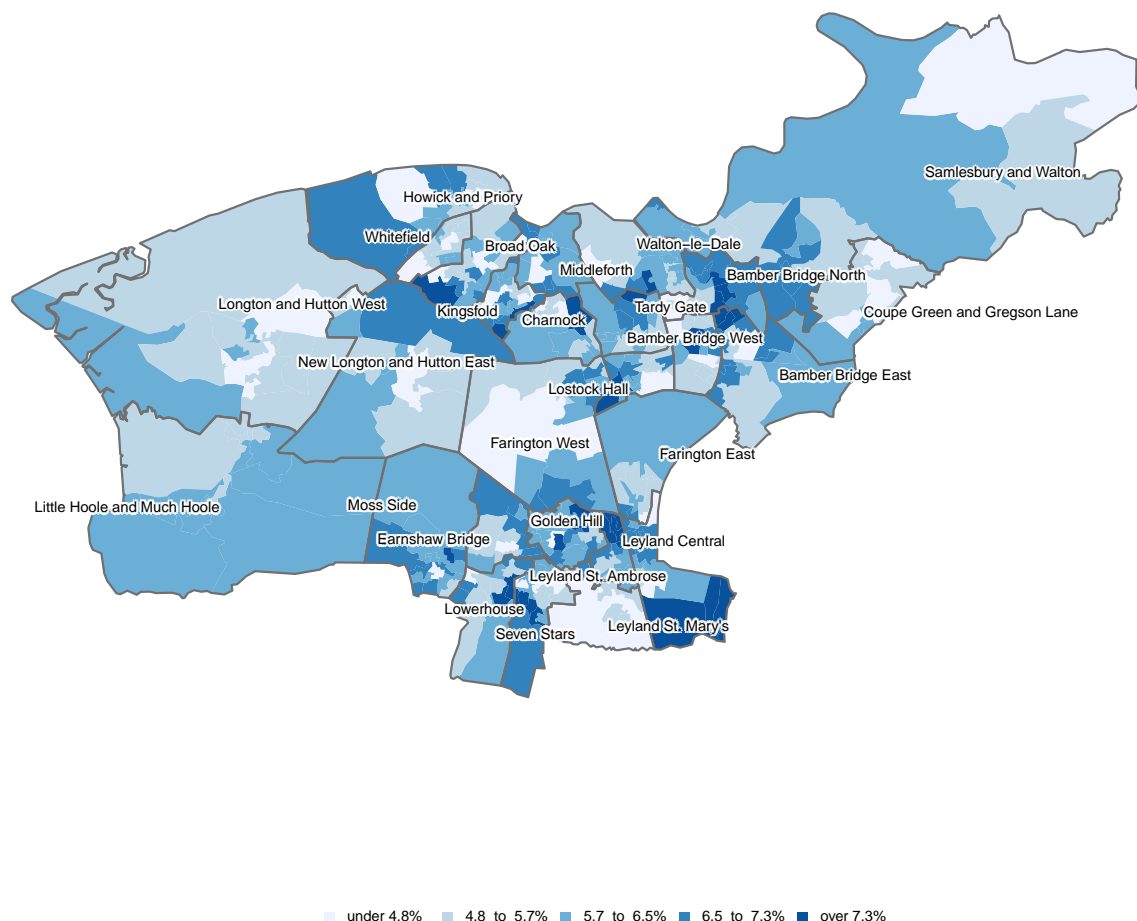 Samlesbury and Walton
Howick and Priory
Whitefield
Broad Oak
Walton−le−Dale
Middleforth
Bamber Bridge North
Longton and Hutton West
Kingsfold
Charnock
Tardy Gate
Coupe Green and Gregson Lane
Bamber Bridge West
New Longton and Hutton East
Bamber Bridge East
Lostock Hall
Farington West
Farington East
Little Hoole and Much Hoole
Moss Side
Golden Hill
Earnshaw Bridge
Leyland Central
Leyland St. Ambrose
Lowerhouse
Leyland St. Mary's
Seven Stars
under 4.8% 4.8 to 5.7% 5.7 to 6.5% 6.5 to 7.3% over 7.3%